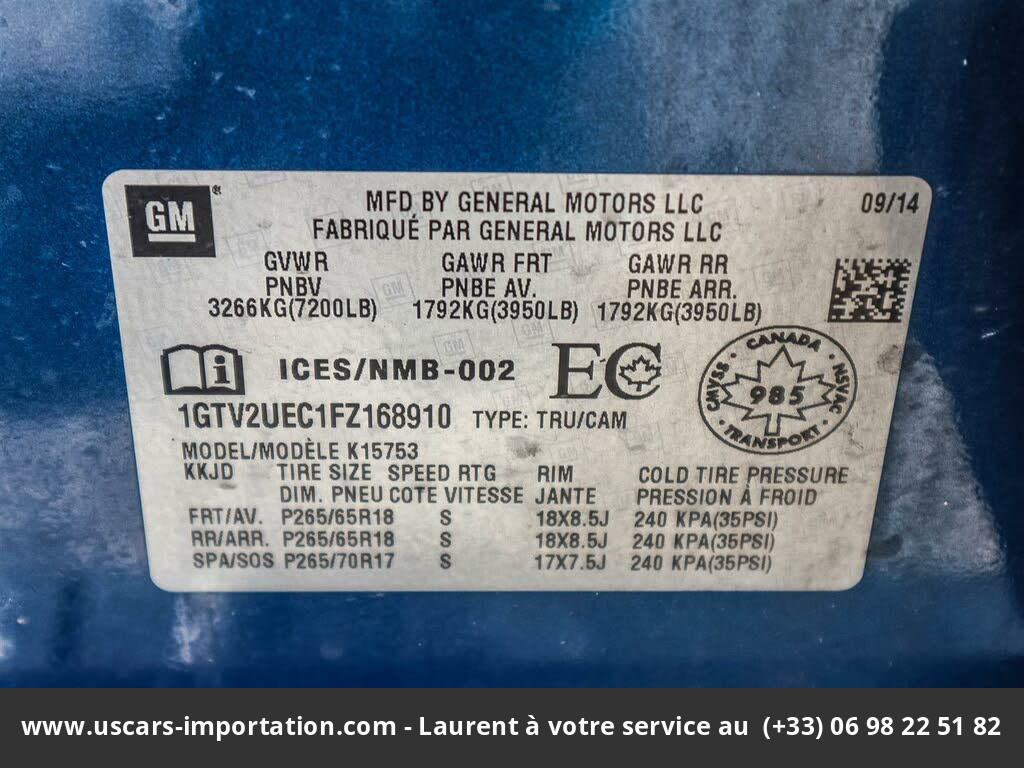 GM
MFD BY GENERAL MOTORS LLC 09/14
FABRIQUÉ PAR GENERAL MOTORS LLC
GVWR GAWR FRT GAWR RR
PNBV PNBE AV. PNBE ARR.
3266KG(7200LB) 1792KG(3950LB) 1792KG(3950LB)
i ICES/NMB-002 EC
CANADA
CMVSS 985 NSVAC
TRANSPORT
1GTV2UEC1FZ168910 TYPE: TRU/CAM
MODEL/MODÈLE K15753
KKJD TIRE SIZE SPEED RTG RIM COLD TIRE PRESSURE
DIM. PNEU COTE VITESSE JANTE PRESSION À FROID
FRT/AV. P265/65R18 S 18X8.5J 240 KPA(35PSI)
RR/ARR. P265/65R18 S 18X8.5J 240 KPA(35PSI)
SPA/SOS P265/70R17 S 17X7.5J 240 KPA(35PSI)
www.uscars-importation.com - Laurent à votre service au (+33) 06 98 22 51 82